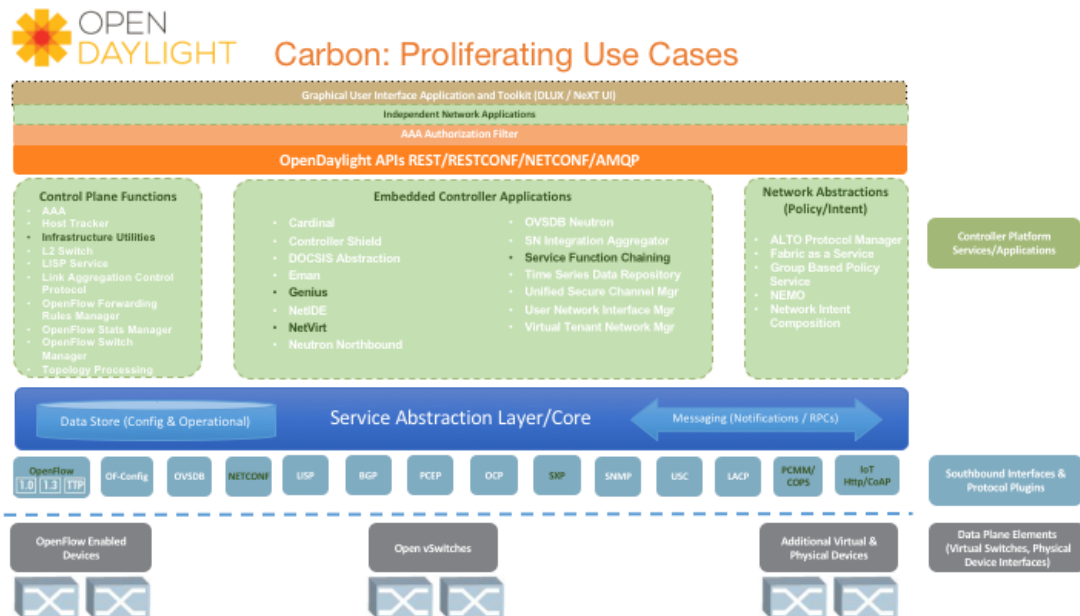 OPEN
DAYLIGHT
Carbon: Proliferating Use Cases
Graphical User Interface Application and Toolkit (DLUX / NeXT UI)
Independent Network Applications
AAA Authorization Filter
OpenDaylight APIs REST/RESTCONF/NETCONF/AMQP
Control Plane Functions
• AAA
• Host Tracker
• Infrastructure Utilities
• L2 Switch
• LISP Service
• Link Aggregation Control
Protocol
• OpenFlow Forwarding
Rules Manager
• OpenFlow Stats Manager
• OpenFlow Switch
Manager
• Topology Processing
Embedded Controller Applications
• Cardinal
• Controller Shield
• DOCSIS Abstraction
• Eman
• Genius
• NetIDE
• NetVirt
• Neutron Northbound
• OVSDB Neutron
• SN Integration Aggregator
• Service Function Chaining
• Time Series Data Repository
• Unified Secure Channel Mgr
• User Network Interface Mgr
• Virtual Tenant Network Mgr
Network Abstractions
(Policy/Intent)
• ALTO Protocol Manager
• Fabric as a Service
• Group Based Policy
Service
• NEMO
• Network Intent
Composition
Controller Platform
Services/Applications
Data Store (Config & Operational)
Service Abstraction Layer/Core
Messaging (Notifications / RPCs)
OpenFlow
1.0 1.3 TTP
OF-Config
OVSDB
NETCONF
LISP
BGP
PCEP
OCP
SXP
SNMP
USC
LACP
PCMM/
COPS
IoT
Http/CoAP
Southbound Interfaces &
Protocol Plugins
OpenFlow Enabled
Devices
Open vSwitches
Additional Virtual &
Physical Devices
Data Plane Elements
(Virtual Switches, Physical
Device Interfaces)